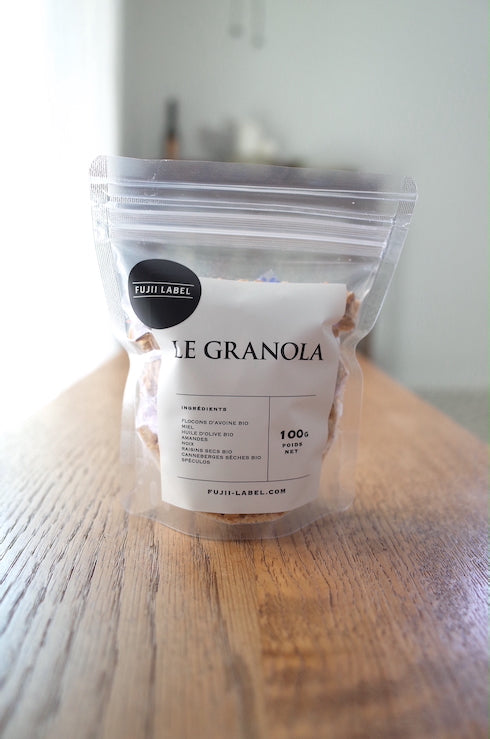 FUJII LABEL
LE GRANOLA
INGRÉDIENTS
FLOCONS D'AVOINE BIO
MIEL
HUILE D'OLIVE BIO
AMANDES
NOIX
RAISINS SECS BIO
CANNEBERGES SÈCHES BIO
SPÉCULOS
100G
POIDS
NET
FUJII-LABEL.COM